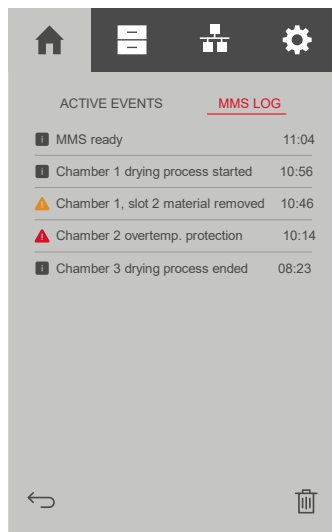 ACTIVE EVENTS MMS LOG
MMS ready 11:04
Chamber 1 drying process started 10:56
Chamber 1, slot 2 material removed 10:46
Chamber 2 overtemp. protection 10:14
Chamber 3 drying process ended 08:23